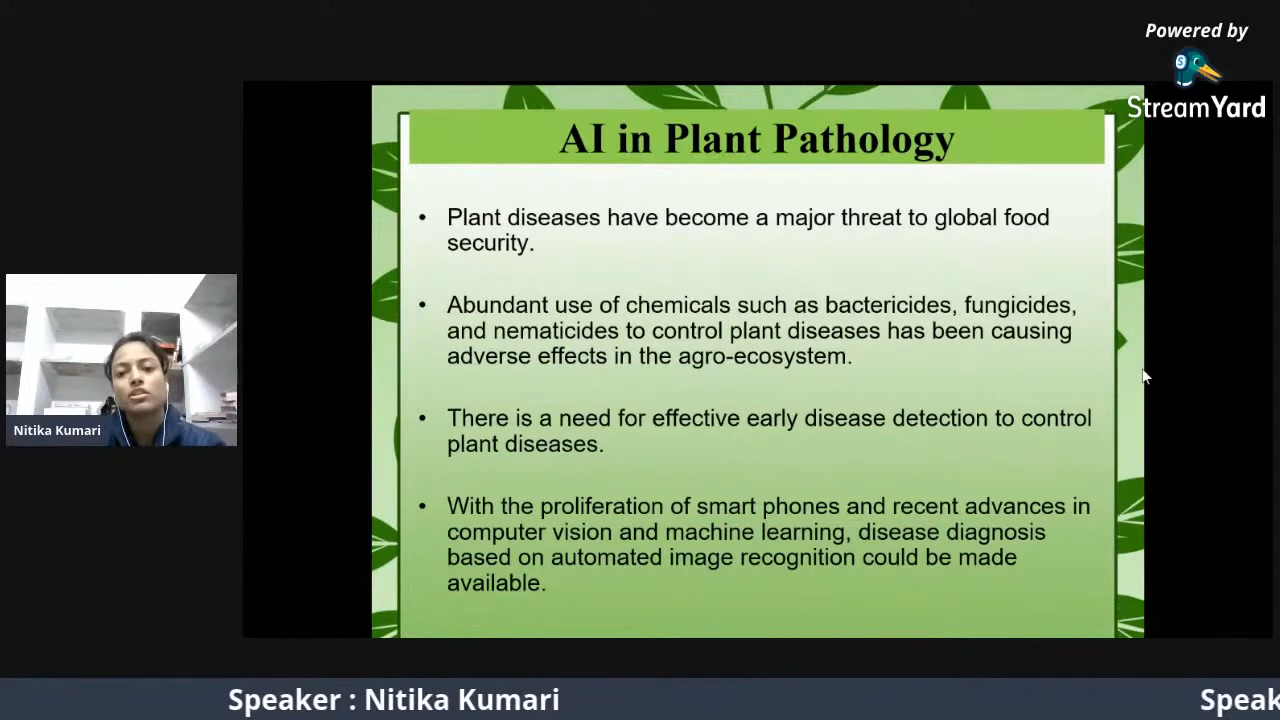 Powered by
StreamYard
AI in Plant Pathology
• Plant diseases have become a major threat to global food
security.
• Abundant use of chemicals such as bactericides, fungicides,
and nematicides to control plant diseases has been causing
adverse effects in the agro-ecosystem.
• There is a need for effective early disease detection to control
plant diseases.
• With the proliferation of smart phones and recent advances in
computer vision and machine learning, disease diagnosis
based on automated image recognition could be made
available.
Nitika Kumari
Speaker : Nitika Kumari
Speak